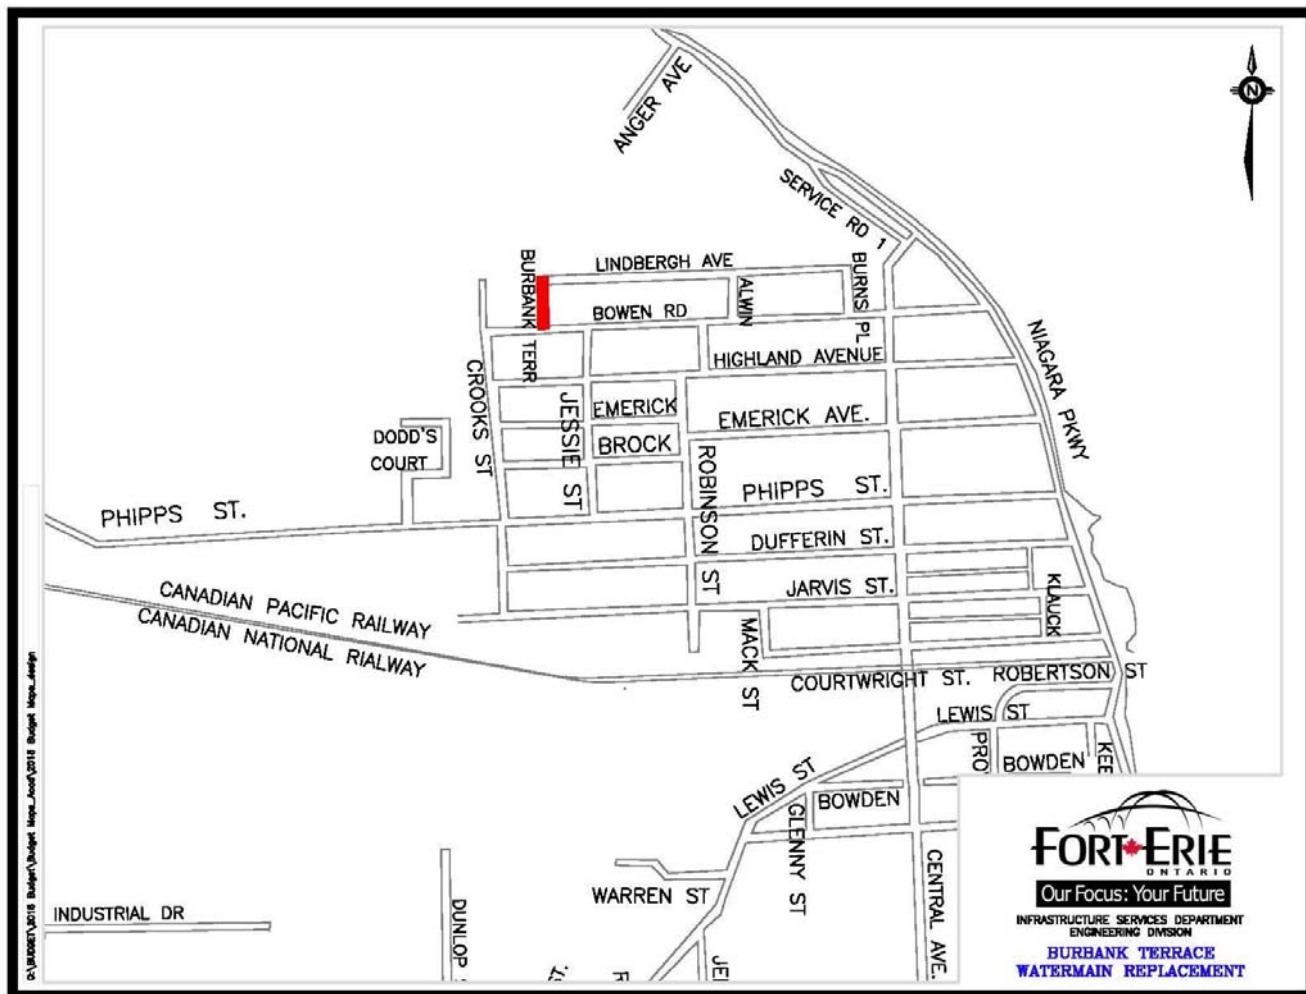 N
ANGER AVE
SERVICE RD 1
BURBANK TERR
LINDBERGH AVE
BURNS PL
ALWIN
BOWEN RD
NIAGARA PKWY
HIGHLAND AVENUE
CROOKS ST
JESSIE ST
EMERICK
EMERICK AVE.
DODD'S
COURT
BROCK
ROBINSON ST
PHIPPS ST.
PHIPPS ST.
DUFFERIN ST.
JARVIS ST.
KLAUCK
CANADIAN PACIFIC RAILWAY
CANADIAN NATIONAL RIALWAY
MACK ST
COURTWRIGHT ST.
ROBERTSON ST
LEWIS ST
PRO
BOWDEN
KEE
LEWIS ST
BOWDEN
GLENNY ST
WARREN ST
CENTRAL AVE.
INDUSTRIAL DR
DUNLOP
ST.
JE
FORT ERIE
ONTARIO
Our Focus: Your Future
INFRASTRUCTURE SERVICES DEPARTMENT
ENGINEERING DIVISION
BURBANK TERRACE
WATERMAIN REPLACEMENT